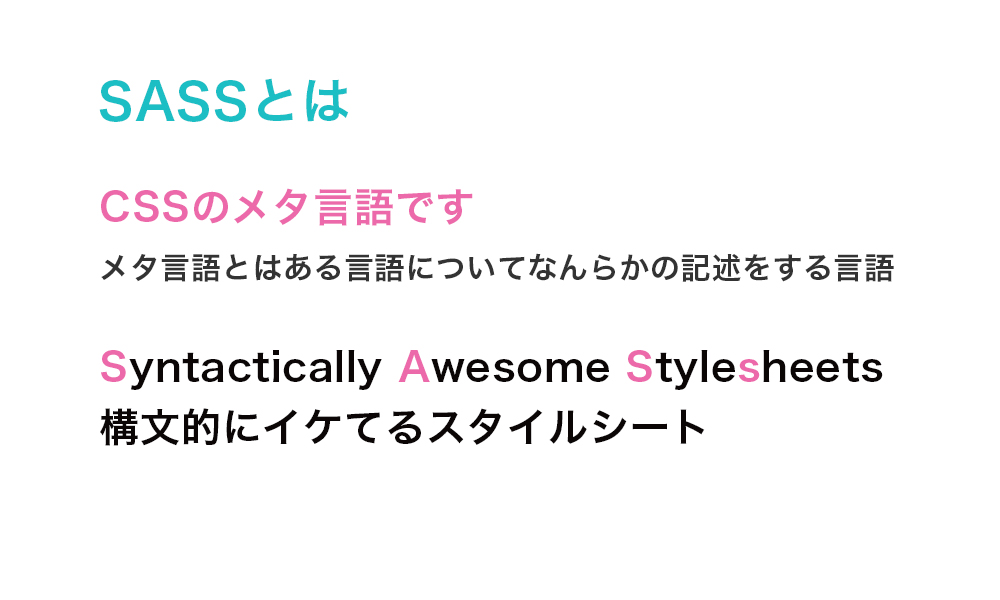 SASSとは
CSSのメタ言語です
メタ言語とはある言語についてなんらかの記述をする言語
Syntactically Awesome Stylesheets
構文的にイケてるスタイルシート